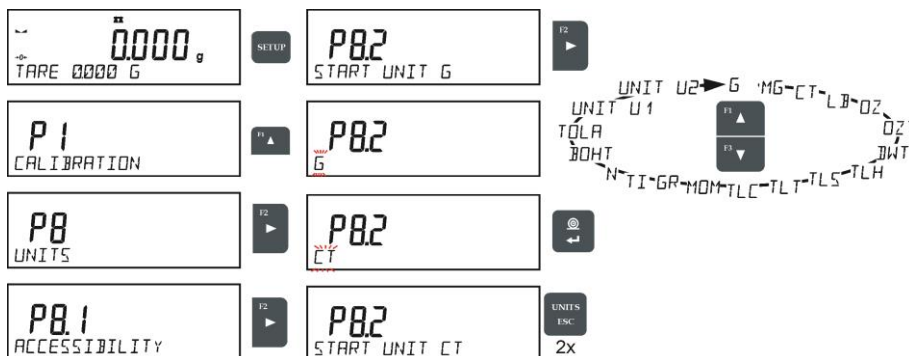 0.000 g
TARE 0.000 G
SETUP
P1
CALIBRATION
F1
P8
UNITS
F2
P8.1
ACCESSIBILITY
F2
P8.2
START UNIT G
F2
P8.2
G
P8.2
CT
P8.2
START UNIT CT
UNITS
ESC
2x
UNIT U2 G MG-CT-LB-OZ
UNIT U1
TOLA
BOHT
N-TI-GR-MOM-TLC-TLT-TLS-TLH
DWT
F1
F3